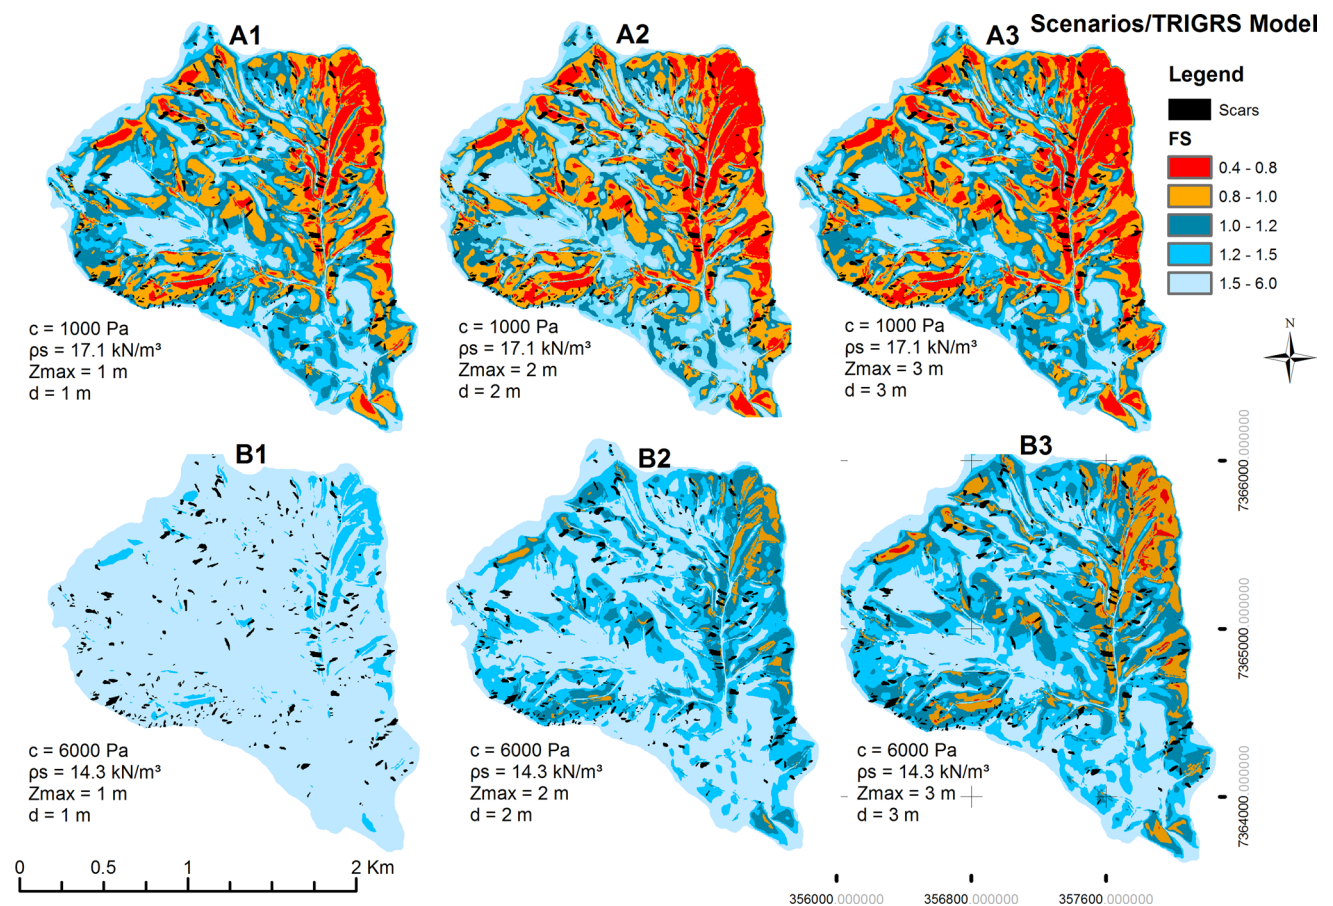 Scenarios/TRIGRS Model
A1
A2
A3
Legend
Scars
FS
0.4 - 0.8
0.8 - 1.0
1.0 - 1.2
1.2 - 1.5
1.5 - 6.0
N
c = 1000 Pa
ρs = 17.1 kN/m³
Zmax = 1 m
d = 1 m
c = 1000 Pa
ρs = 17.1 kN/m³
Zmax = 2 m
d = 2 m
c = 1000 Pa
ρs = 17.1 kN/m³
Zmax = 3 m
d = 3 m
B1
B2
B3
c = 6000 Pa
ρs = 14.3 kN/m³
Zmax = 1 m
d = 1 m
c = 6000 Pa
ρs = 14.3 kN/m³
Zmax = 2 m
d = 2 m
c = 6000 Pa
ρs = 14.3 kN/m³
Zmax = 3 m
d = 3 m
7366000.000000
7365000.000000
7364000.000000
0 0.5 1 2 Km
356000.000000 356800.000000 357600.000000